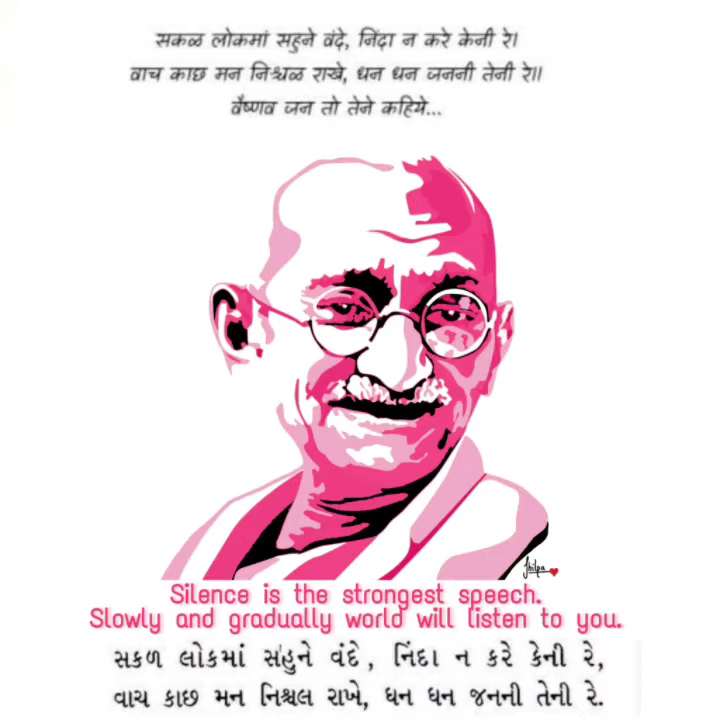 सकळ लोकमां सहुने वंदे, निंदा न करे केनी रे।
वाच काछ मन निश्चळ राखे, धन धन जननी तेनी रे॥
वैष्णव जन तो तेने कहिये...
Shilpa
Silence is the strongest speech.
Slowly and gradually world will listen to you.
સકળ લોકમાં સહુને વંદે, નિંદા ન કરે કેની રે,
વાચ કાછ મન નિશ્ચલ રાખે, ધન ધન જનની તેની રે.